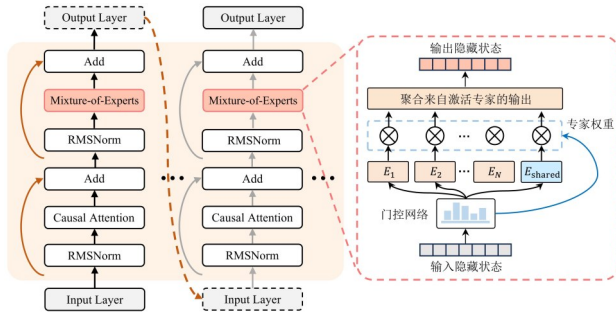 Output Layer
Add
Mixture-of-Experts
RMSNorm
Add
Causal Attention
RMSNorm
Input Layer
Output Layer
Add
Mixture-of-Experts
RMSNorm
Add
Causal Attention
RMSNorm
Input Layer
输出隐藏状态
聚合来自激活专家的输出
专家权重
E1 E2 ... EN Eshared
门控网络
输入隐藏状态